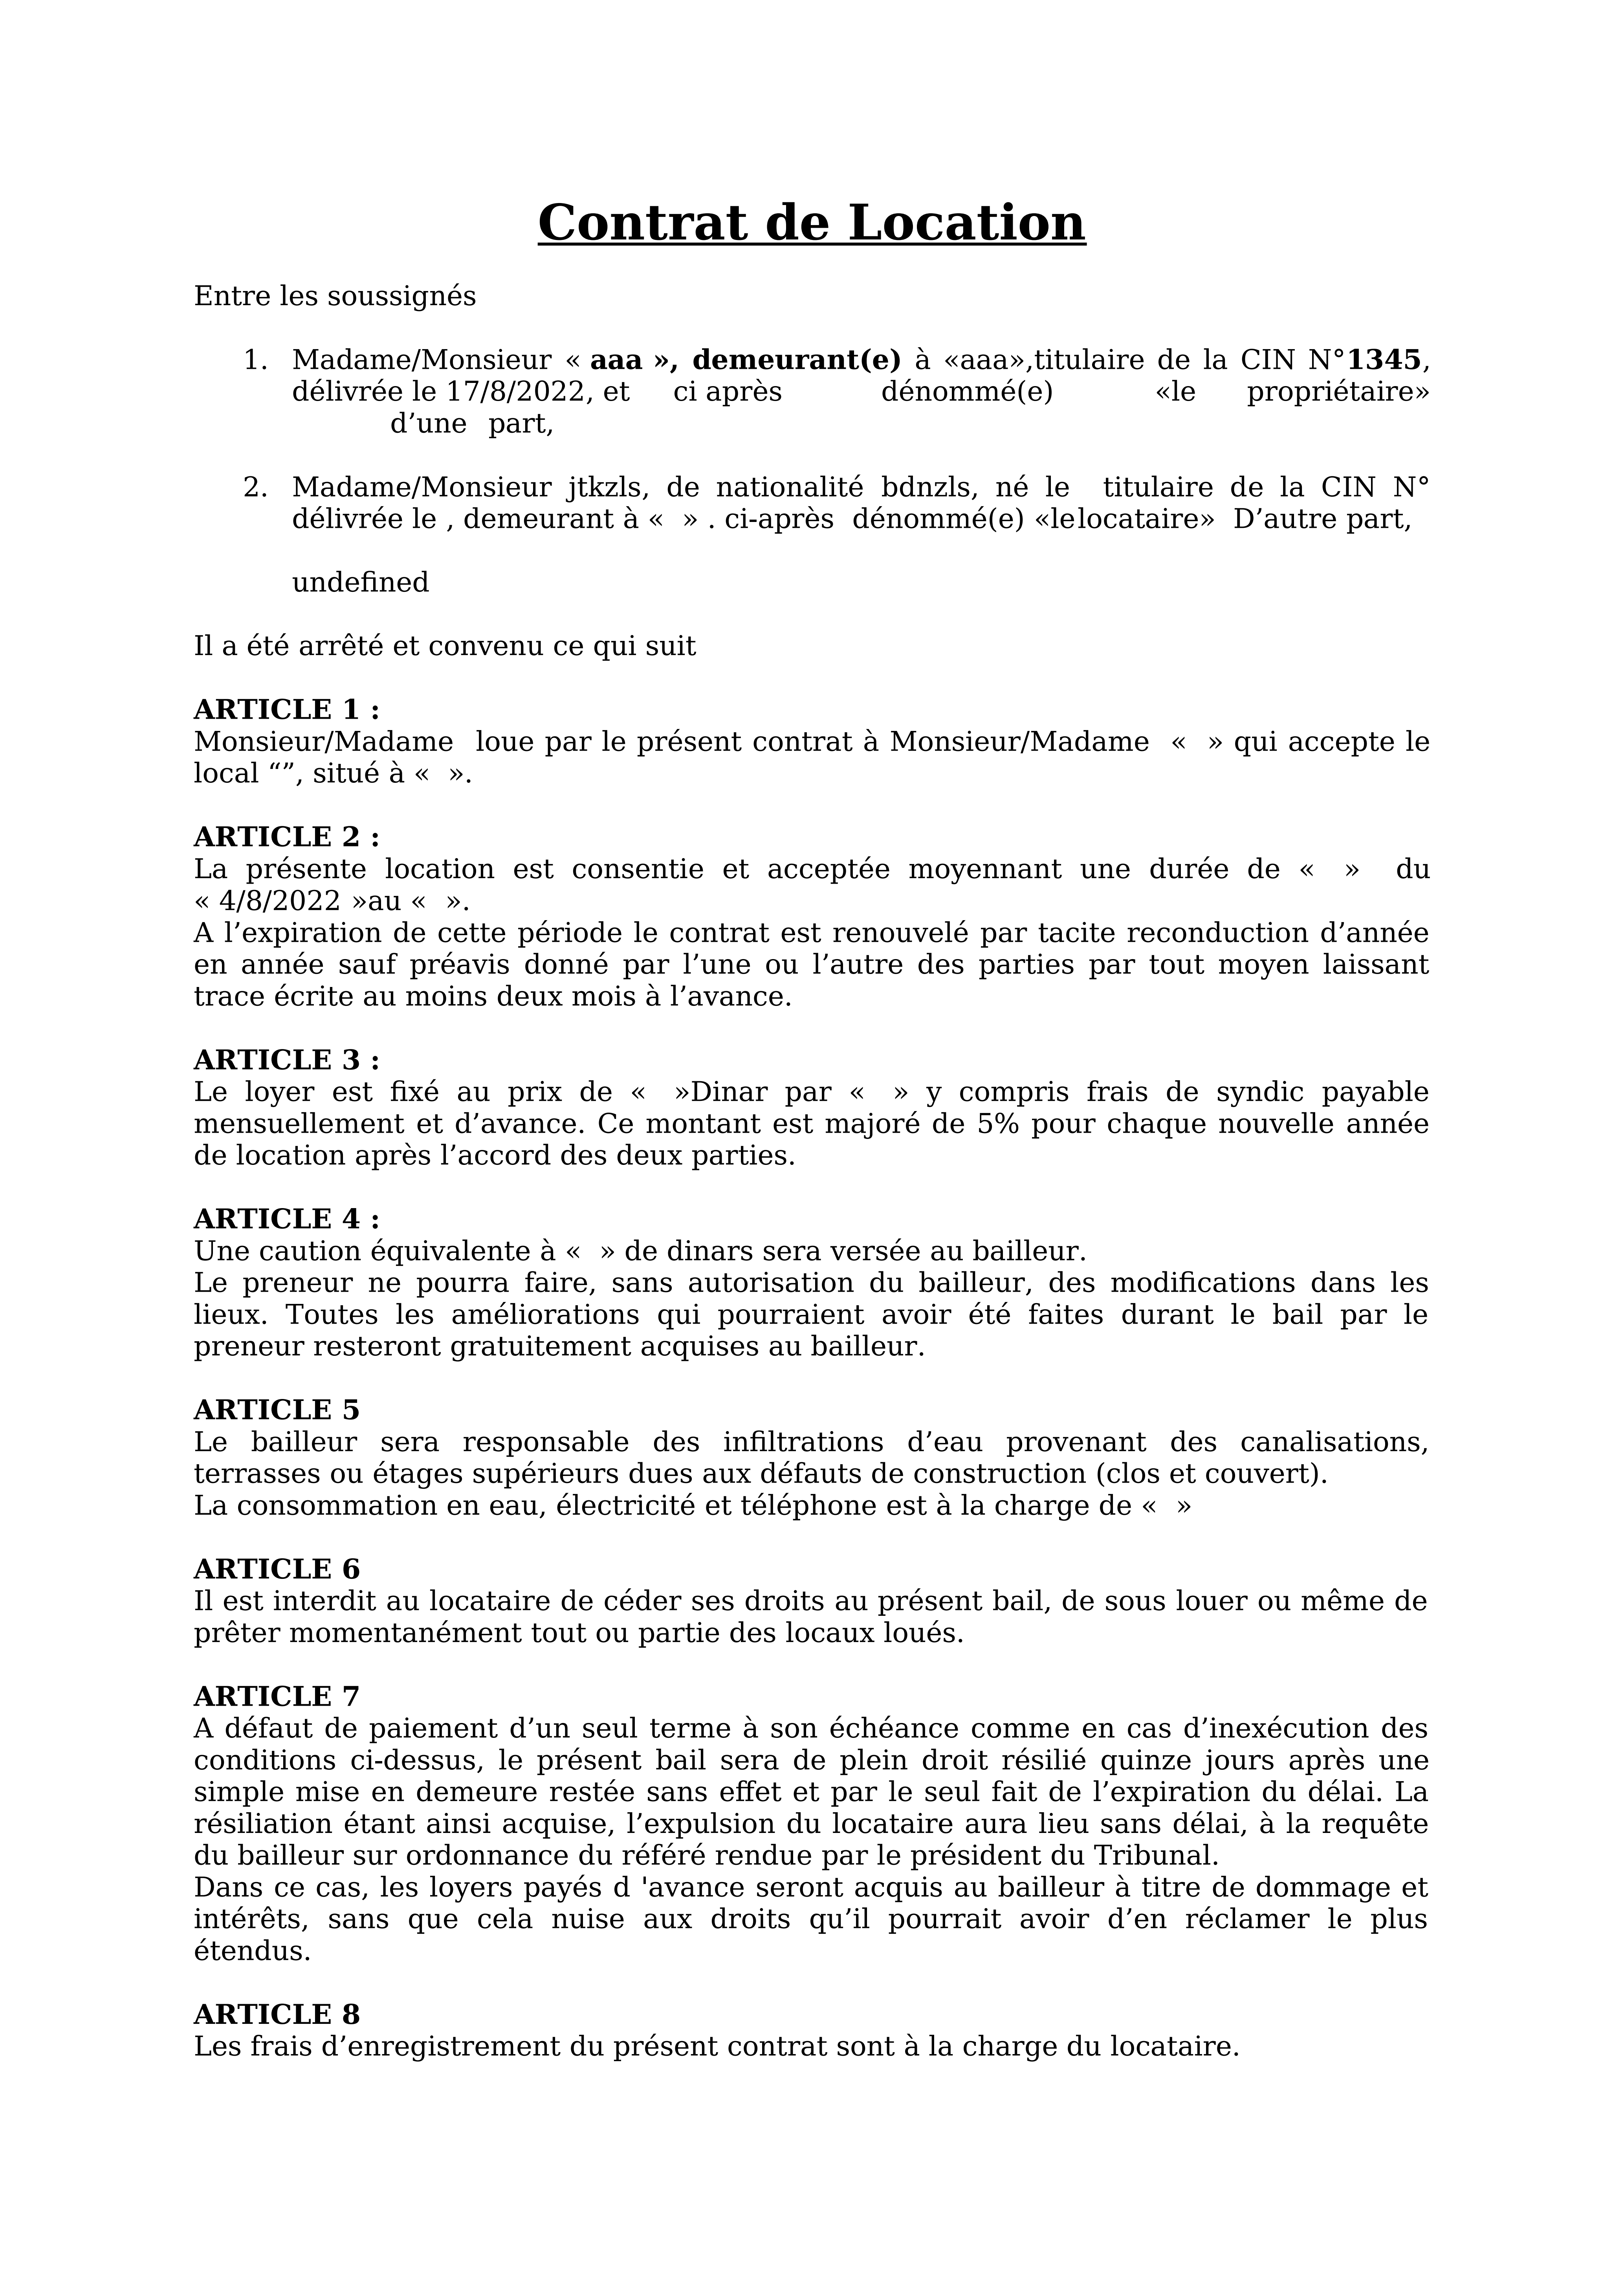 Contrat de Location
Entre les soussignés
1. Madame/Monsieur « aaa », demeurant(e) à «aaa»,titulaire de la CIN N°1345,
délivrée le 17/8/2022, et ci après dénommé(e) «le propriétaire»
d’une part,
2. Madame/Monsieur jtkzls, de nationalité bdnzls, né le titulaire de la CIN N°
délivrée le , demeurant à « » . ci-après dénommé(e) «le locataire» D’autre part,
undefined
Il a été arrêté et convenu ce qui suit
ARTICLE 1 :
Monsieur/Madame loue par le présent contrat à Monsieur/Madame « » qui accepte le
local “”, situé à « ».
ARTICLE 2 :
La présente location est consentie et acceptée moyennant une durée de « » du
« 4/8/2022 »au « ».
A l’expiration de cette période le contrat est renouvelé par tacite reconduction d’année
en année sauf préavis donné par l’une ou l’autre des parties par tout moyen laissant
trace écrite au moins deux mois à l’avance.
ARTICLE 3 :
Le loyer est fixé au prix de « »Dinar par « » y compris frais de syndic payable
mensuellement et d’avance. Ce montant est majoré de 5% pour chaque nouvelle année
de location après l’accord des deux parties.
ARTICLE 4 :
Une caution équivalente à « » de dinars sera versée au bailleur.
Le preneur ne pourra faire, sans autorisation du bailleur, des modifications dans les
lieux. Toutes les améliorations qui pourraient avoir été faites durant le bail par le
preneur resteront gratuitement acquises au bailleur.
ARTICLE 5
Le bailleur sera responsable des infiltrations d’eau provenant des canalisations,
terrasses ou étages supérieurs dues aux défauts de construction (clos et couvert).
La consommation en eau, électricité et téléphone est à la charge de « »
ARTICLE 6
Il est interdit au locataire de céder ses droits au présent bail, de sous louer ou même de
prêter momentanément tout ou partie des locaux loués.
ARTICLE 7
A défaut de paiement d’un seul terme à son échéance comme en cas d’inexécution des
conditions ci-dessus, le présent bail sera de plein droit résilié quinze jours après une
simple mise en demeure restée sans effet et par le seul fait de l’expiration du délai. La
résiliation étant ainsi acquise, l’expulsion du locataire aura lieu sans délai, à la requête
du bailleur sur ordonnance du référé rendue par le président du Tribunal.
Dans ce cas, les loyers payés d 'avance seront acquis au bailleur à titre de dommage et
intérêts, sans que cela nuise aux droits qu’il pourrait avoir d’en réclamer le plus
étendus.
ARTICLE 8
Les frais d’enregistrement du présent contrat sont à la charge du locataire.